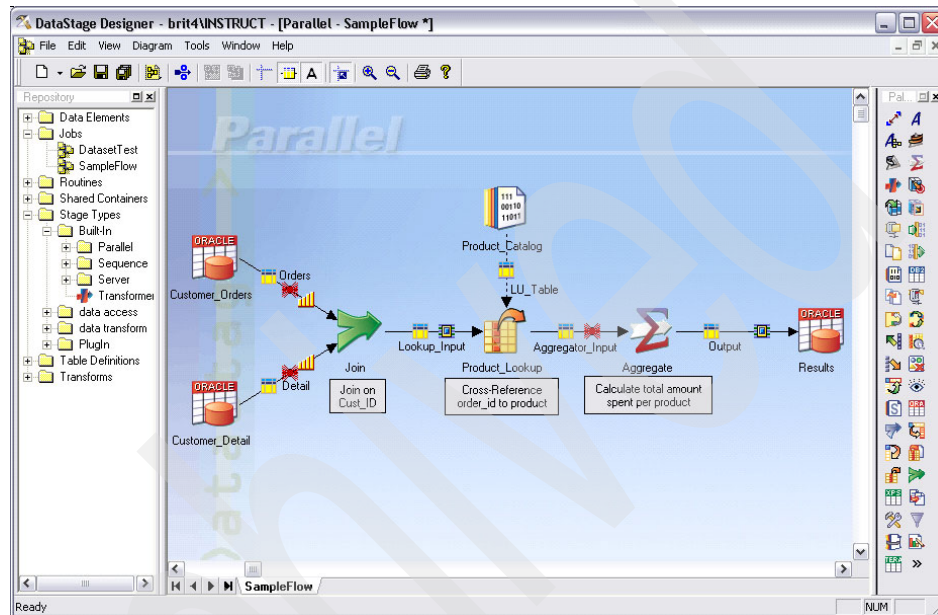 DataStage Designer - brit4\INSTRUCT - [Parallel - SampleFlow *]
File Edit View Diagram Tools Window Help
Repository
Data Elements
Jobs
DatasetTest
SampleFlow
Routines
Shared Containers
Stage Types
Built-In
Parallel
Sequence
Server
Transformer
data access
data transform
PlugIn
Table Definitions
Transforms
Parallel
DataStage
111
00110
11011
Product_Catalog
LU_Table
ORACLE
Customer_Orders
Orders
Join
Join on
Cust_ID
Lookup_Input
Product_Lookup
Cross-Reference
order_id to product
Aggregator_Input
Aggregate
Calculate total amount
spent per product
Output
ORACLE
Results
Detail
ORACLE
Customer_Detail
Pal...
SampleFlow
Ready
NUM